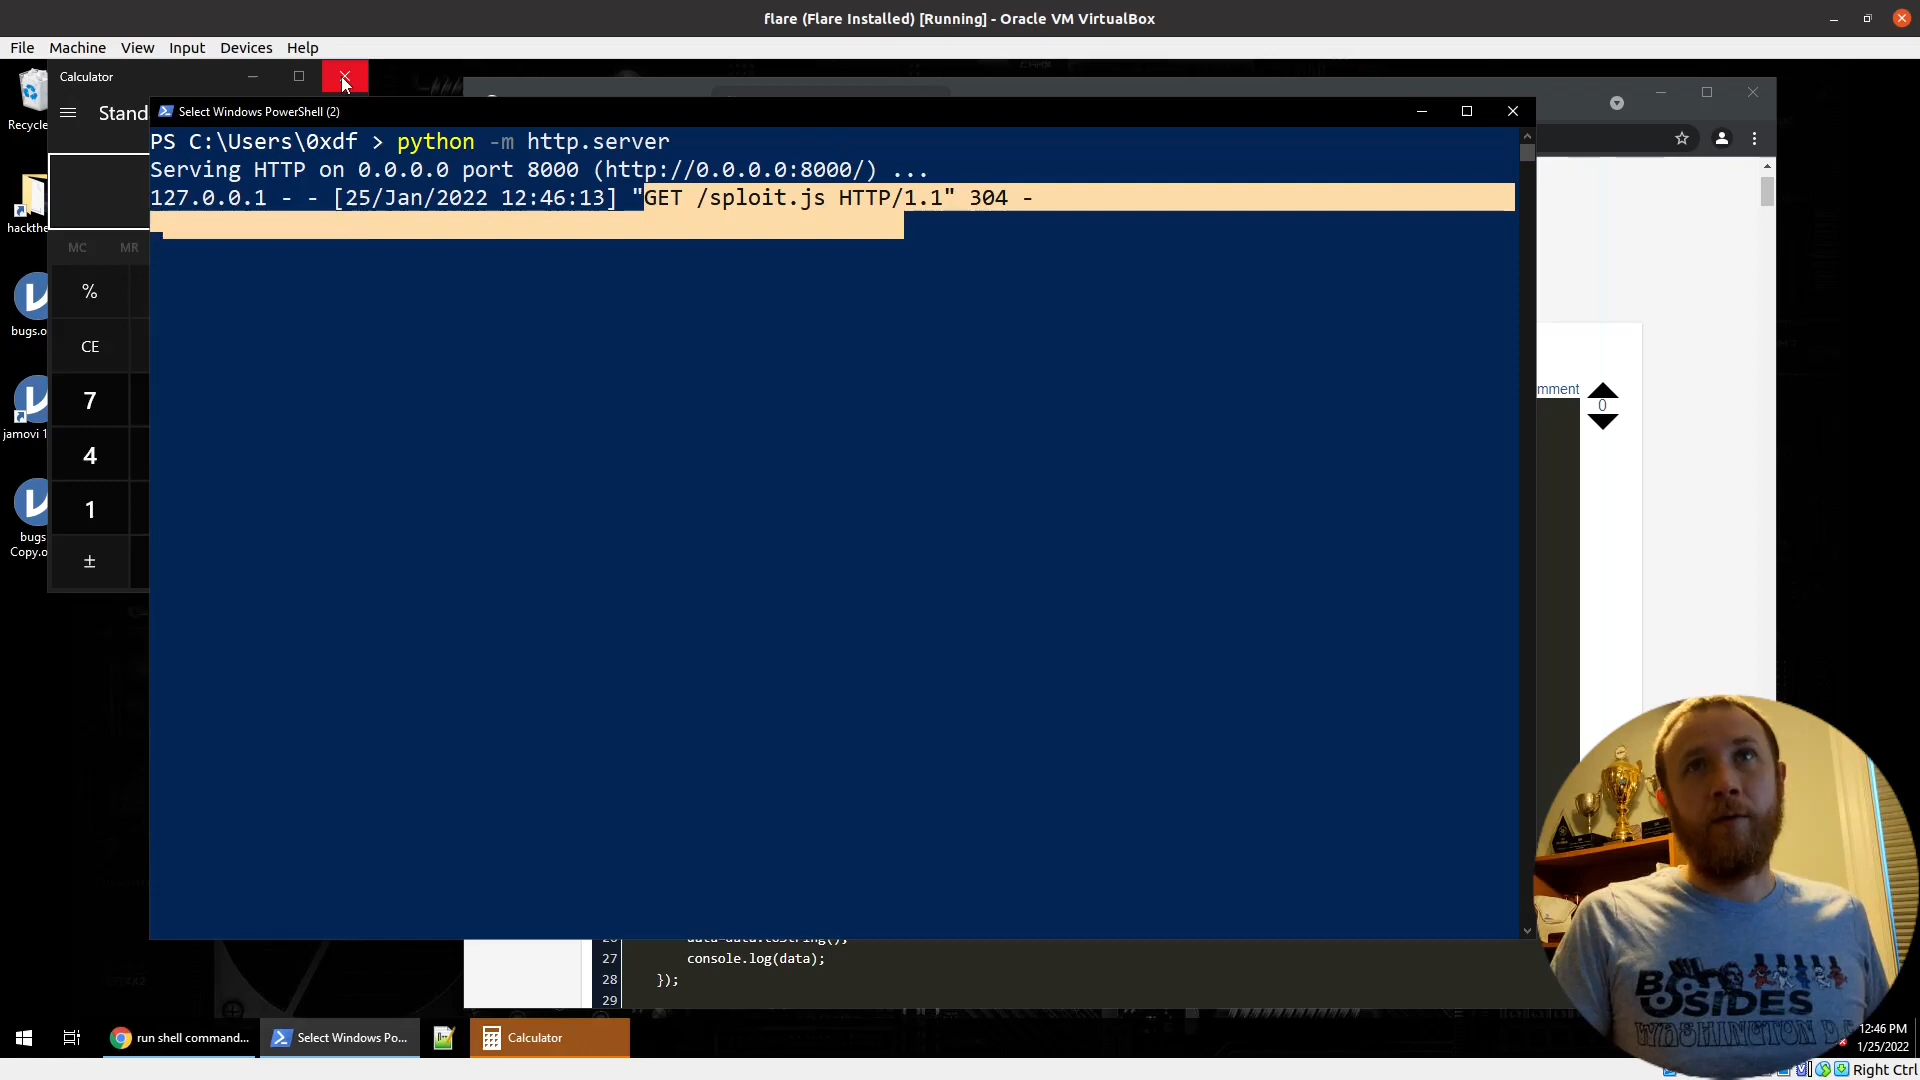 flare (Flare Installed) [Running] - Oracle VM VirtualBox
File Machine View Input Devices Help
Calculator
Recycle
Stand
Select Windows PowerShell (2)
PS C:\Users\0xdf > python -m http.server
Serving HTTP on 0.0.0.0 port 8000 (http://0.0.0.0:8000/) ...
127.0.0.1 - - [25/Jan/2022 12:46:13] "GET /sploit.js HTTP/1.1" 304 -
hackthe
MC MR
%
bugs.o
CE
7
mment
0
jamovi 1
4
1
bugs
Copy.o
±
27 console.log(data);
28 });
29
BSIDES
WASHINGTON D
run shell command...
Select Windows Po...
Calculator
12:46 PM
1/25/2022
Right Ctrl